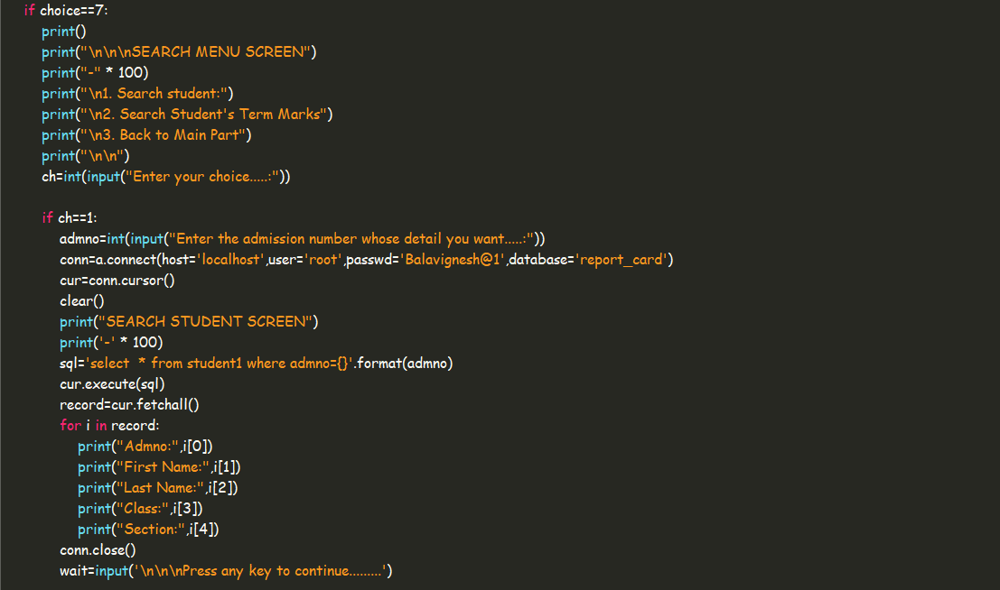 if choice==7:
print()
print("\n\n\nSEARCH MENU SCREEN")
print("-" * 100)
print("\n1. Search student:")
print("\n2. Search Student's Term Marks")
print("\n3. Back to Main Part")
print("\n\n")
ch=int(input("Enter your choice.....:"))
if ch==1:
admno=int(input("Enter the admission number whose detail you want.....:"))
conn=a.connect(host='localhost',user='root',passwd='Balavignesh@1',database='report_card')
cur=conn.cursor()
clear()
print("SEARCH STUDENT SCREEN")
print('-' * 100)
sql='select  * from student1 where admno={}'.format(admno)
cur.execute(sql)
record=cur.fetchall()
for i in record:
print("Admno:",i[0])
print("First Name:",i[1])
print("Last Name:",i[2])
print("Class:",i[3])
print("Section:",i[4])
conn.close()
wait=input('\n\n\nPress any key to continue.........')